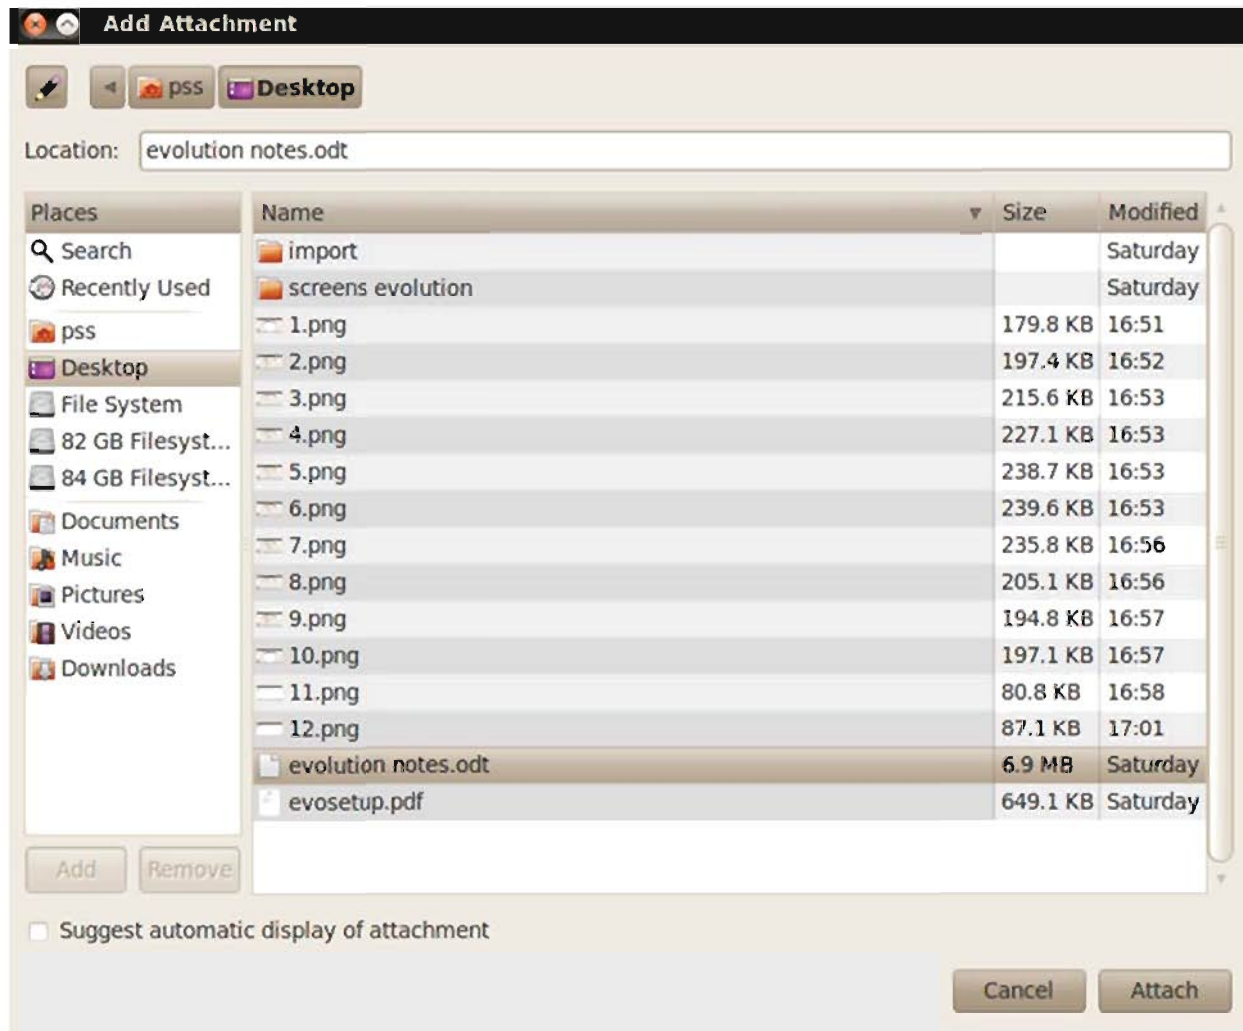 Add Attachment
pss Desktop
Location: evolution notes.odt
Places
Search
Recently Used
pss
Desktop
File System
82 GB Filesyst...
84 GB Filesyst...
Documents
Music
Pictures
Videos
Downloads
Add Remove
Name Size Modified
import Saturday
screens evolution Saturday
1.png 179.8 KB 16:51
2.png 197.4 KB 16:52
3.png 215.6 KB 16:53
4.png 227.1 KB 16:53
5.png 238.7 KB 16:53
6.png 239.6 KB 16:53
7.png 235.8 KB 16:56
8.png 205.1 KB 16:56
9.png 194.8 KB 16:57
10.png 197.1 KB 16:57
11.png 80.8 KB 16:58
12.png 87.1 KB 17:01
evolution notes.odt 6.9 MB Saturday
evosetup.pdf 649.1 KB Saturday
Suggest automatic display of attachment
Cancel Attach